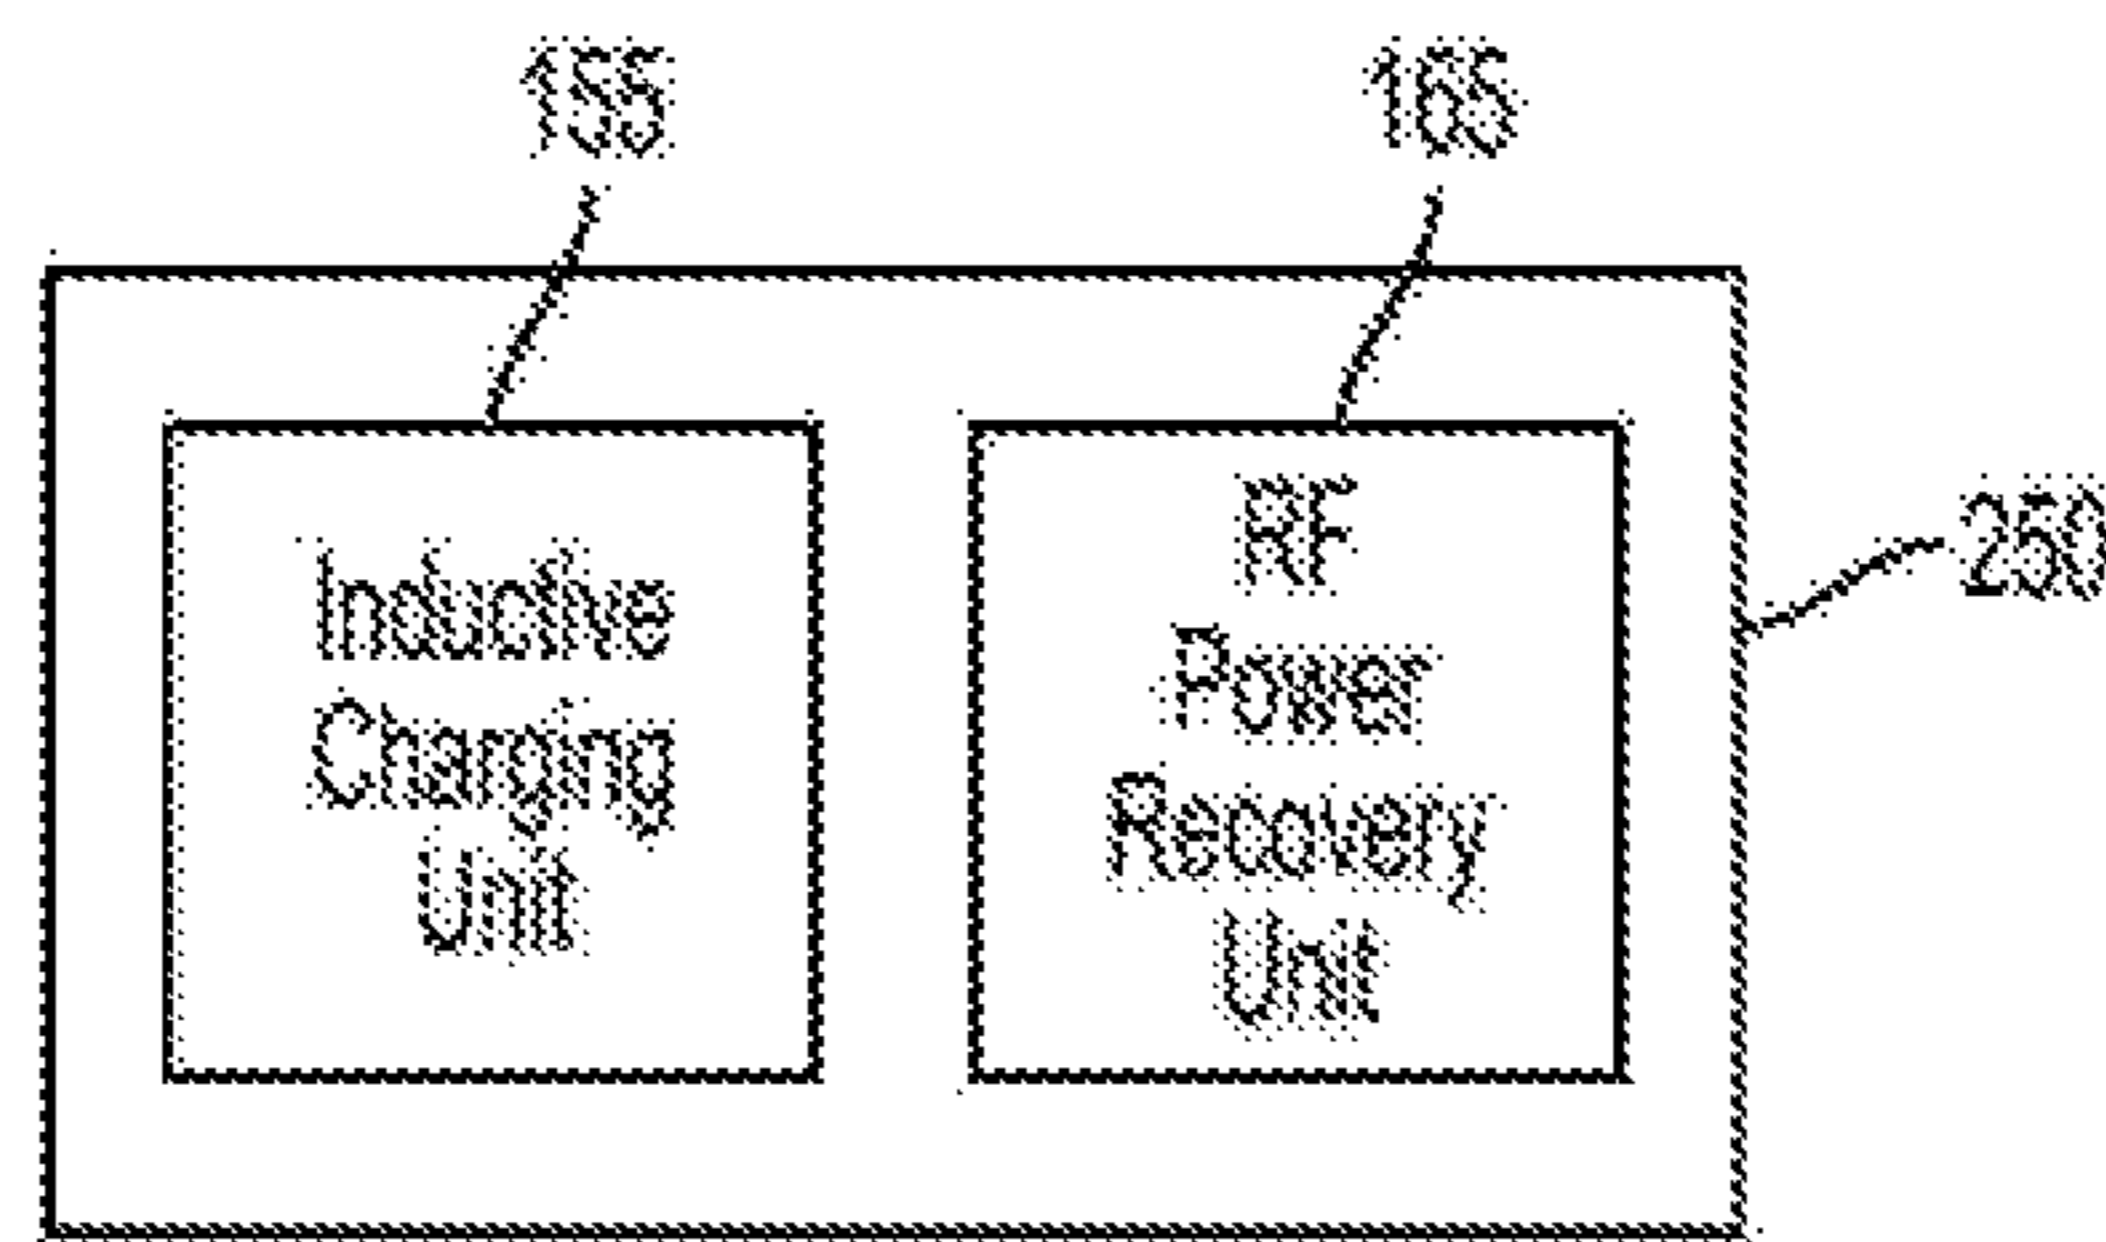 155
165
Inductive
Charging
Unit
RF
Power
Recovery
Unit
250